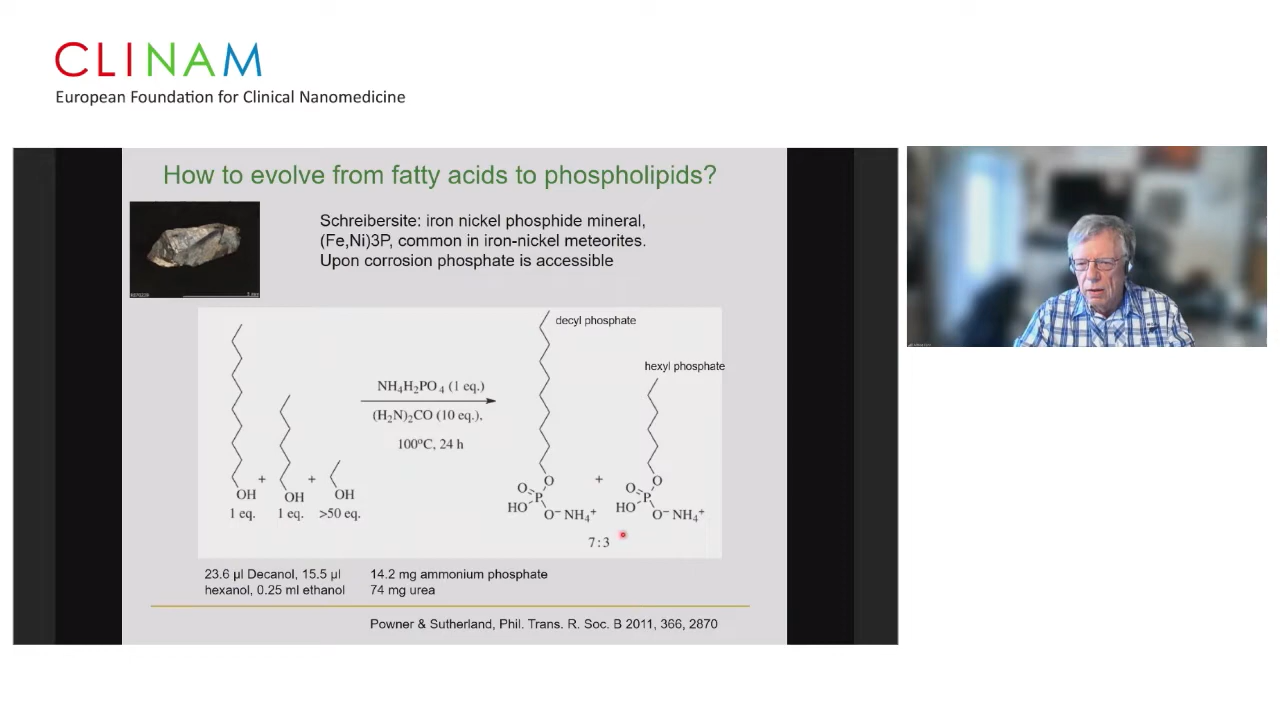 CLINAM
European Foundation for Clinical Nanomedicine
How to evolve from fatty acids to phospholipids?
Schreibersite: iron nickel phosphide mineral,
(Fe,Ni)3P, common in iron-nickel meteorites.
Upon corrosion phosphate is accessible
decyl phosphate
hexyl phosphate
NH₄H₂PO₄ (1 eq.)
(H₂N)₂CO (10 eq.),
100ºC, 24 h
OH + OH + OH
1 eq. 1 eq. >50 eq.
O O P HO O⁻ NH₄⁺
+
O O P HO O⁻ NH₄⁺
7 : 3
23.6 µl Decanol, 15.5 µl
hexanol, 0.25 ml ethanol
14.2 mg ammonium phosphate
74 mg urea
Powner & Sutherland, Phil. Trans. R. Soc. B 2011, 366, 2870